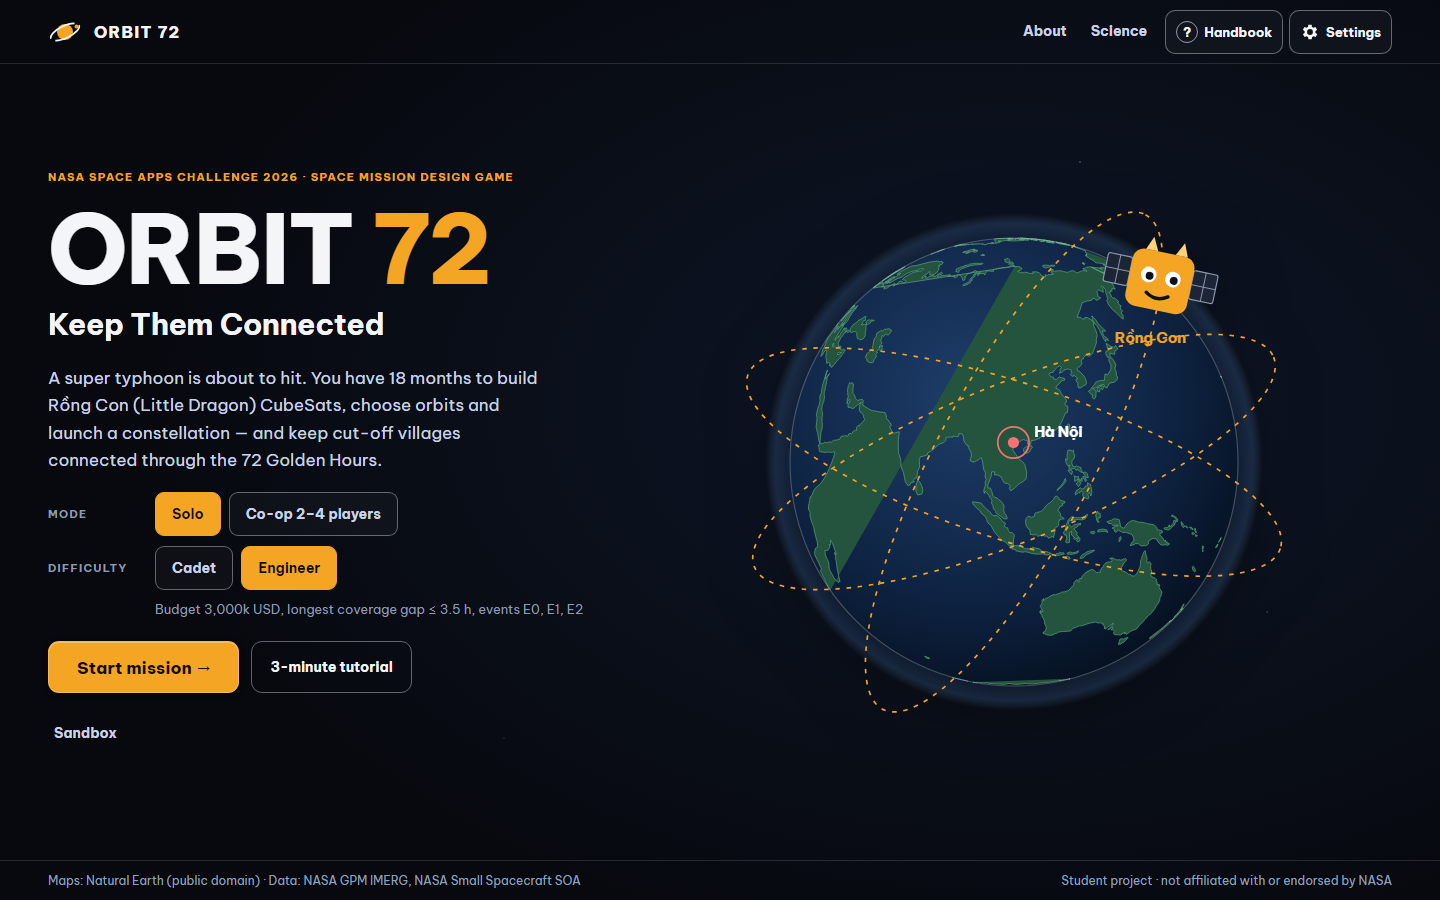 ORBIT 72
About
Science
? Handbook
Settings
NASA SPACE APPS CHALLENGE 2026 · SPACE MISSION DESIGN GAME
ORBIT 72
Keep Them Connected
A super typhoon is about to hit. You have 18 months to build
Rồng Con (Little Dragon) CubeSats, choose orbits and
launch a constellation — and keep cut-off villages
connected through the 72 Golden Hours.
MODE
Solo
Co-op 2–4 players
DIFFICULTY
Cadet
Engineer
Budget 3,000k USD, longest coverage gap ≤ 3.5 h, events E0, E1, E2
Start mission →
3-minute tutorial
Sandbox
Rồng Con
Hà Nội
Maps: Natural Earth (public domain) · Data: NASA GPM IMERG, NASA Small Spacecraft SOA
Student project · not affiliated with or endorsed by NASA